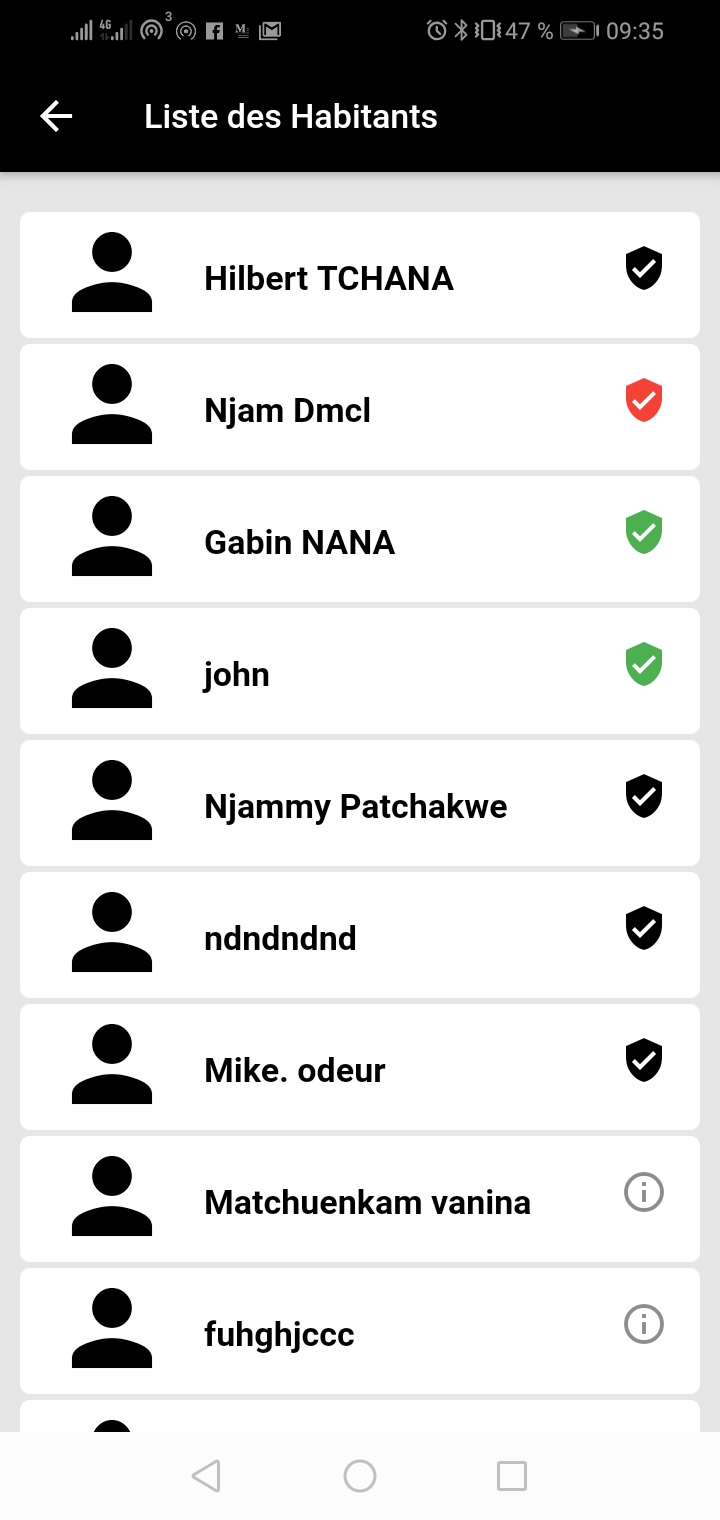 4G 3 M 47 % 09:35
Liste des Habitants
Hilbert TCHANA
Njam Dmcl
Gabin NANA
john
Njammy Patchakwe
ndndndnd
Mike. odeur
Matchuenkam vanina
fuhghjccc